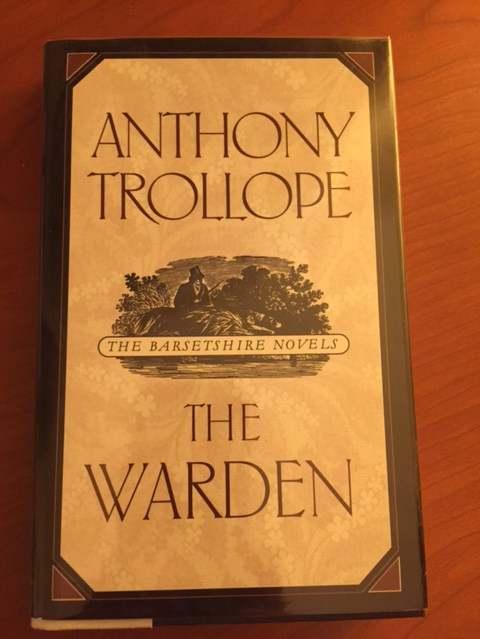 ANTHONY
TROLLOPE
THE BARSETSHIRE NOVELS
THE
WARDEN